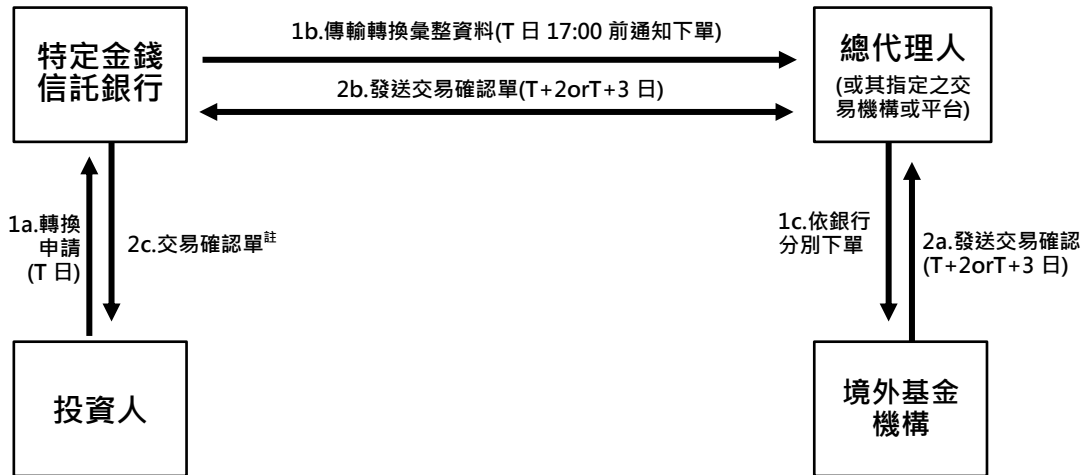 1b.傳輸轉換彙整資料(T 日 17:00 前通知下單)
特定金錢
信託銀行
2b.發送交易確認單(T+2orT+3 日)
總代理人
(或其指定之交
易機構或平台)
1a.轉換
申請
(T 日)
2c.交易確認單註
1c.依銀行
分別下單
2a.發送交易確認
(T+2orT+3 日)
投資人
境外基金
機構